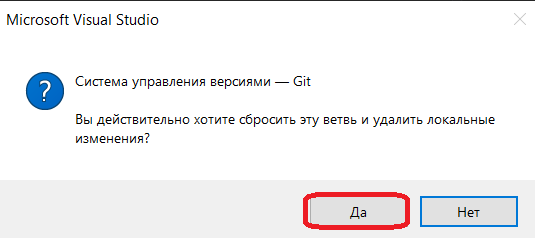 Microsoft Visual Studio
Система управления версиями — Git
Вы действительно хотите сбросить эту ветвь и удалить локальные
изменения?
Да
Нет